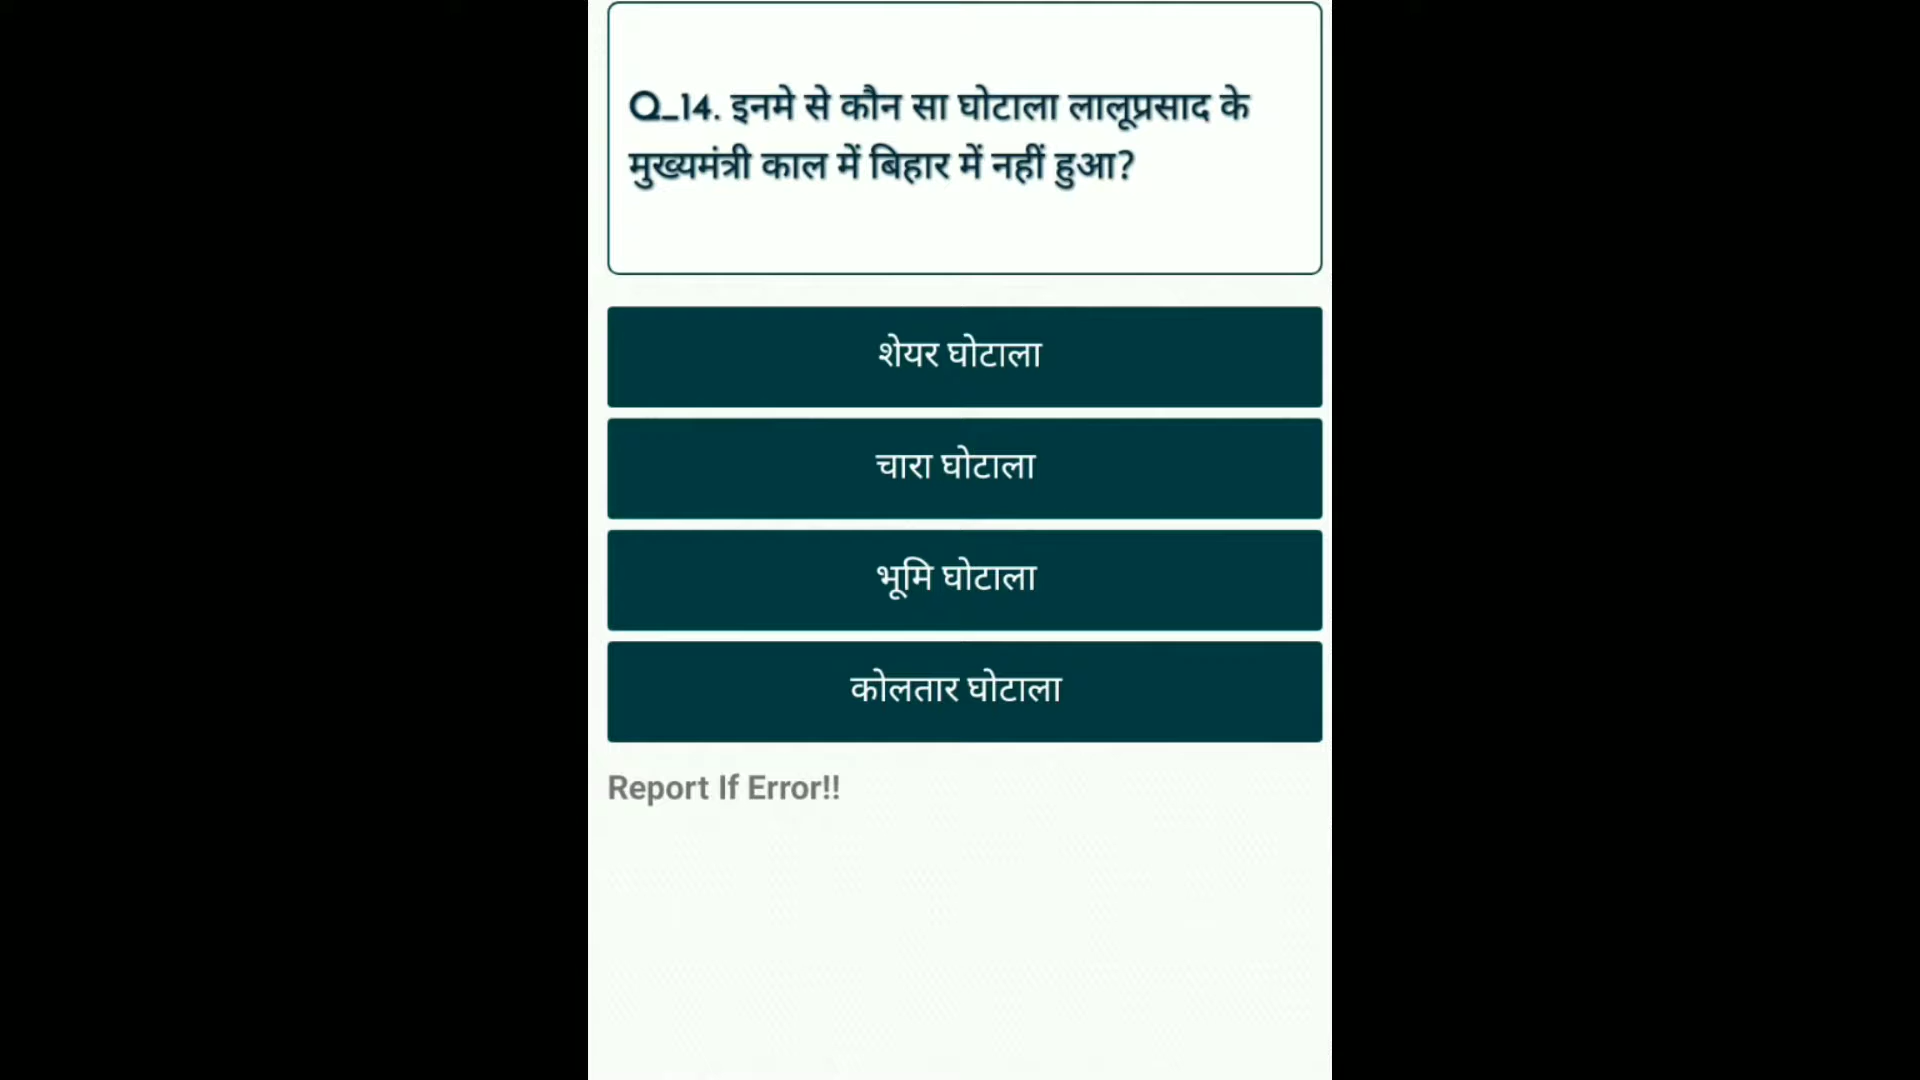 Q_14. इनमे से कौन सा घोटाला लालूप्रसाद के
मुख्यमंत्री काल में बिहार में नहीं हुआ?
शेयर घोटाला
चारा घोटाला
भूमि घोटाला
कोलतार घोटाला
Report If Error!!